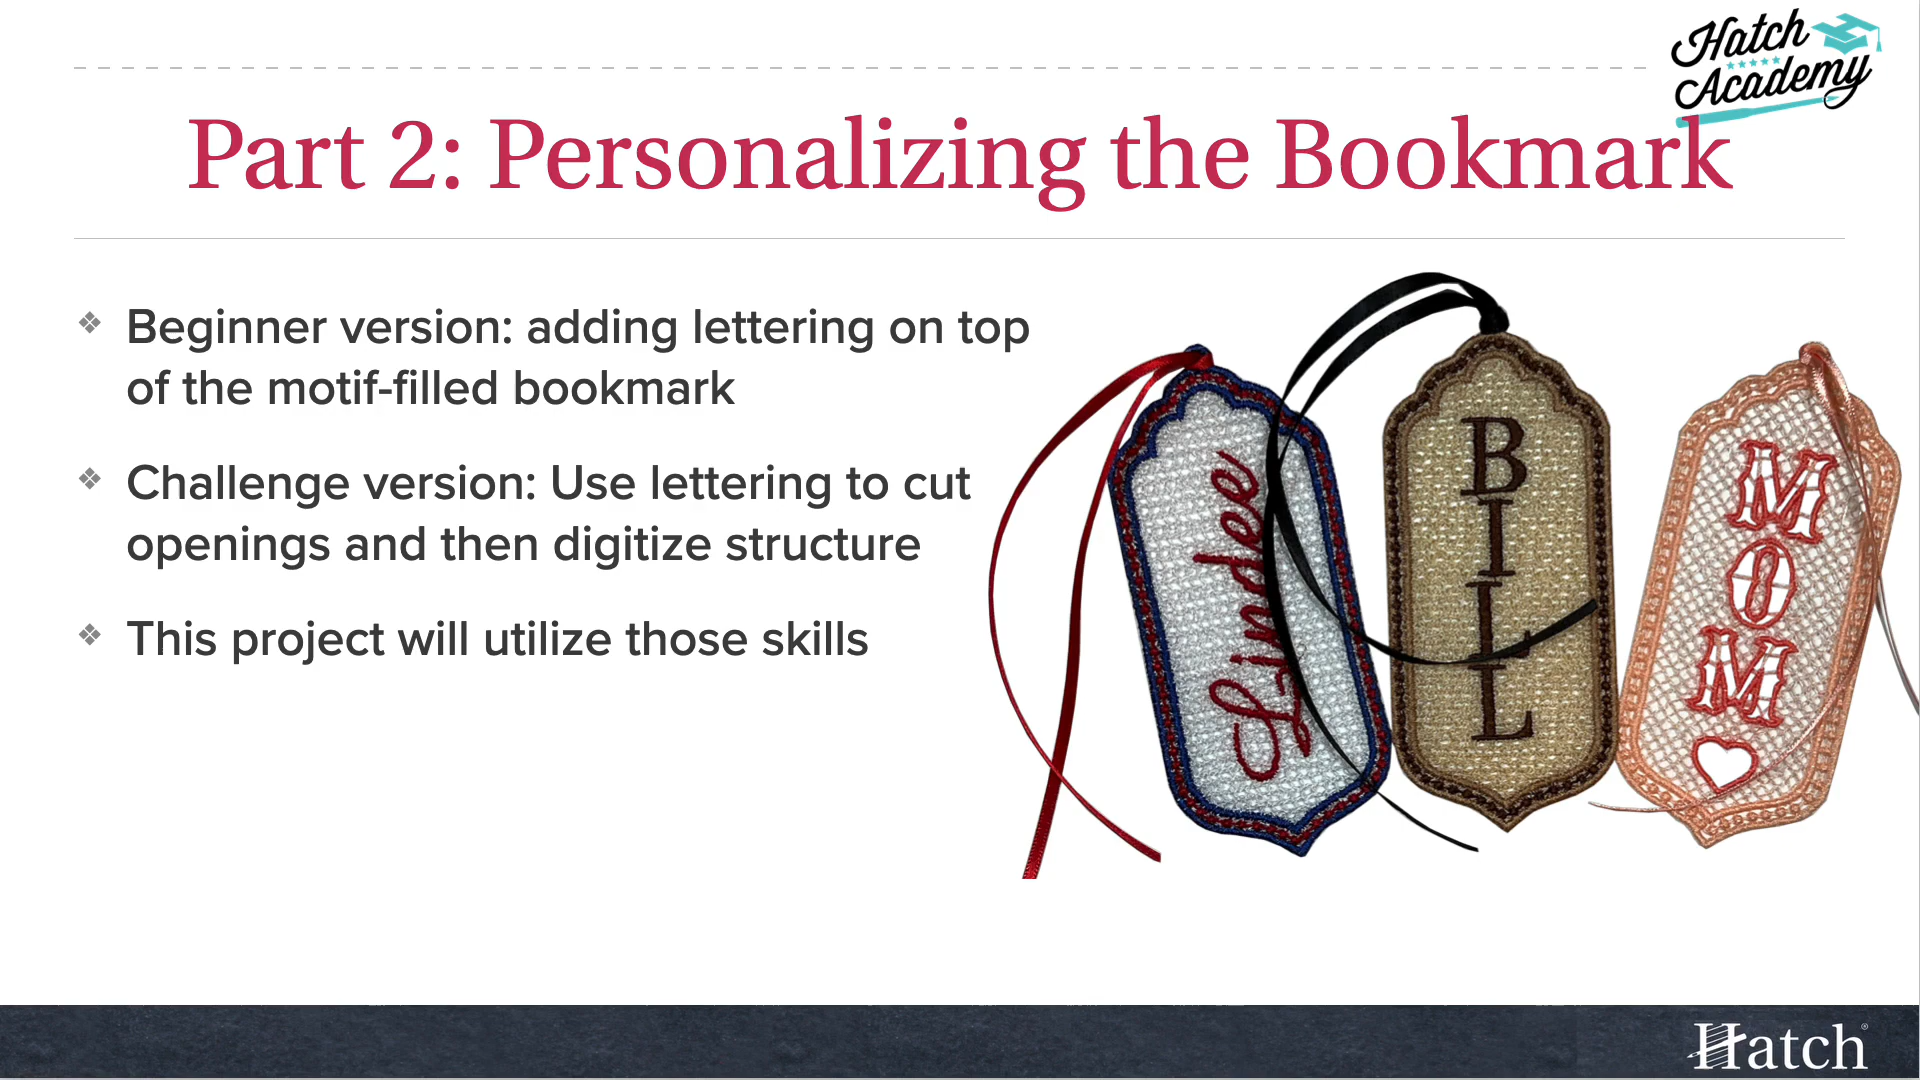 Hatch
Academy
Part 2: Personalizing the Bookmark
❖ Beginner version: adding lettering on top
of the motif-filled bookmark
❖ Challenge version: Use lettering to cut
openings and then digitize structure
❖ This project will utilize those skills
Lindee
BILL
MOM
Hatch®